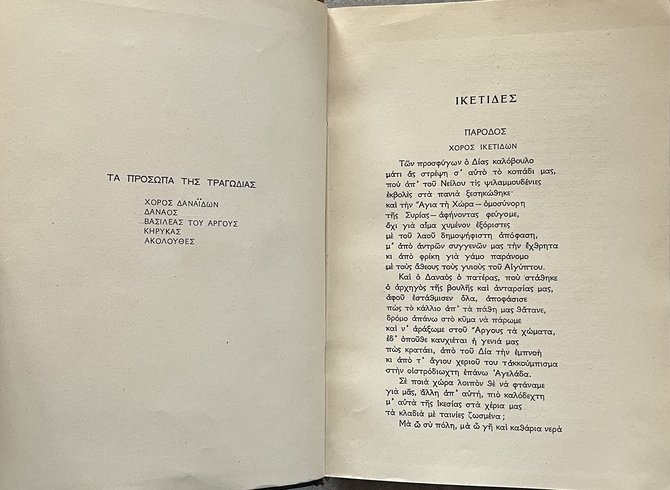 ΤΑ ΠΡΟΣΩΠΑ ΤΗΣ ΤΡΑΓΩΔΙΑΣ
ΧΟΡΟΣ ΔΑΝΑΪΔΩΝ
ΔΑΝΑΟΣ
ΒΑΣΙΛΕΑΣ ΤΟΥ ΑΡΓΟΥΣ
ΚΗΡΥΚΑΣ
ΑΚΟΛΟΥΘΕΣ
ΙΚΕΤΙΔΕΣ
ΠΑΡΟΔΟΣ
ΧΟΡΟΣ ΙΚΕΤΙΔΩΝ
Τῶν προσφύγων ὁ Δίας καλόβουλο
μάτι ἂς στρέψῃ σ' αὐτὸ τὸ κοπάδι μας,
ποὺ ἀπ' τοῦ Νείλου τὶς ψιλαμμουδένιες
ἐκβολὲς στὰ πανιὰ ξεσηκώθηκε·
καὶ τὴν Ἅγια τὴ Χώρα – ὁμοσύνορη
τῆς Συρίας – ἀφήνοντας φεύγομε,
ὄχι γιὰ αἷμα χυμένον ἐξόριστες
μὲ τοῦ λαοῦ δημοψήφιστη ἀπόφαση,
μ' ἀπὸ ἀντρῶν συγγενῶν μας τὴν ἔχθρητα
κι ἀπὸ φρίκη γιὰ γάμο παράνομο
μὲ τοὺς ἄθεους τοὺς γυιοὺς τοῦ Αἰγύπτου.
Καὶ ὁ Δαναὸς ὁ πατέρας, ποὺ στάθηκε
ὁ ἀρχηγὸς τῆς βουλῆς καὶ ἀνταρσίας μας,
ἀφοῦ ἐστάθμισεν ὅλα, ἀποφάσισε
πὼς τὸ κάλλιο ἀπ' τὰ πάθη μας θἄτανε,
δρόμο ἀπάνω στὸ κῦμα νὰ πάρωμε
καὶ ν' ἀράξωμε στοῦ Ἄργους τὰ χώματα,
ἐδ' ὁποῦθε καυχιέται ἡ γενιά μας
πὼς κρατάει, ἀπὸ τοῦ Δία τὴν ἐμπνοὴ
κι ἀπὸ τ' ἅγιου χεριοῦ του τἀκκούμπισμα
στὴν οἰστρόδιωχτη ἐπάνω Ἀγελάδα.
Σὲ ποιὰ χώρα λοιπὸν θὲ νὰ φτάναμε
γιὰ μᾶς, ἄλλη ἀπ' αὐτή, πιὸ καλόδεχτη
μ' αὐτὰ τῆς ἱκεσίας στὰ χέρια μας
τὰ κλαδιὰ μὲ ταινίες ζωσμένα ;
Μὰ ὦ σὺ πόλη, μὰ ὦ γῆ καὶ καθάρια νερὰ